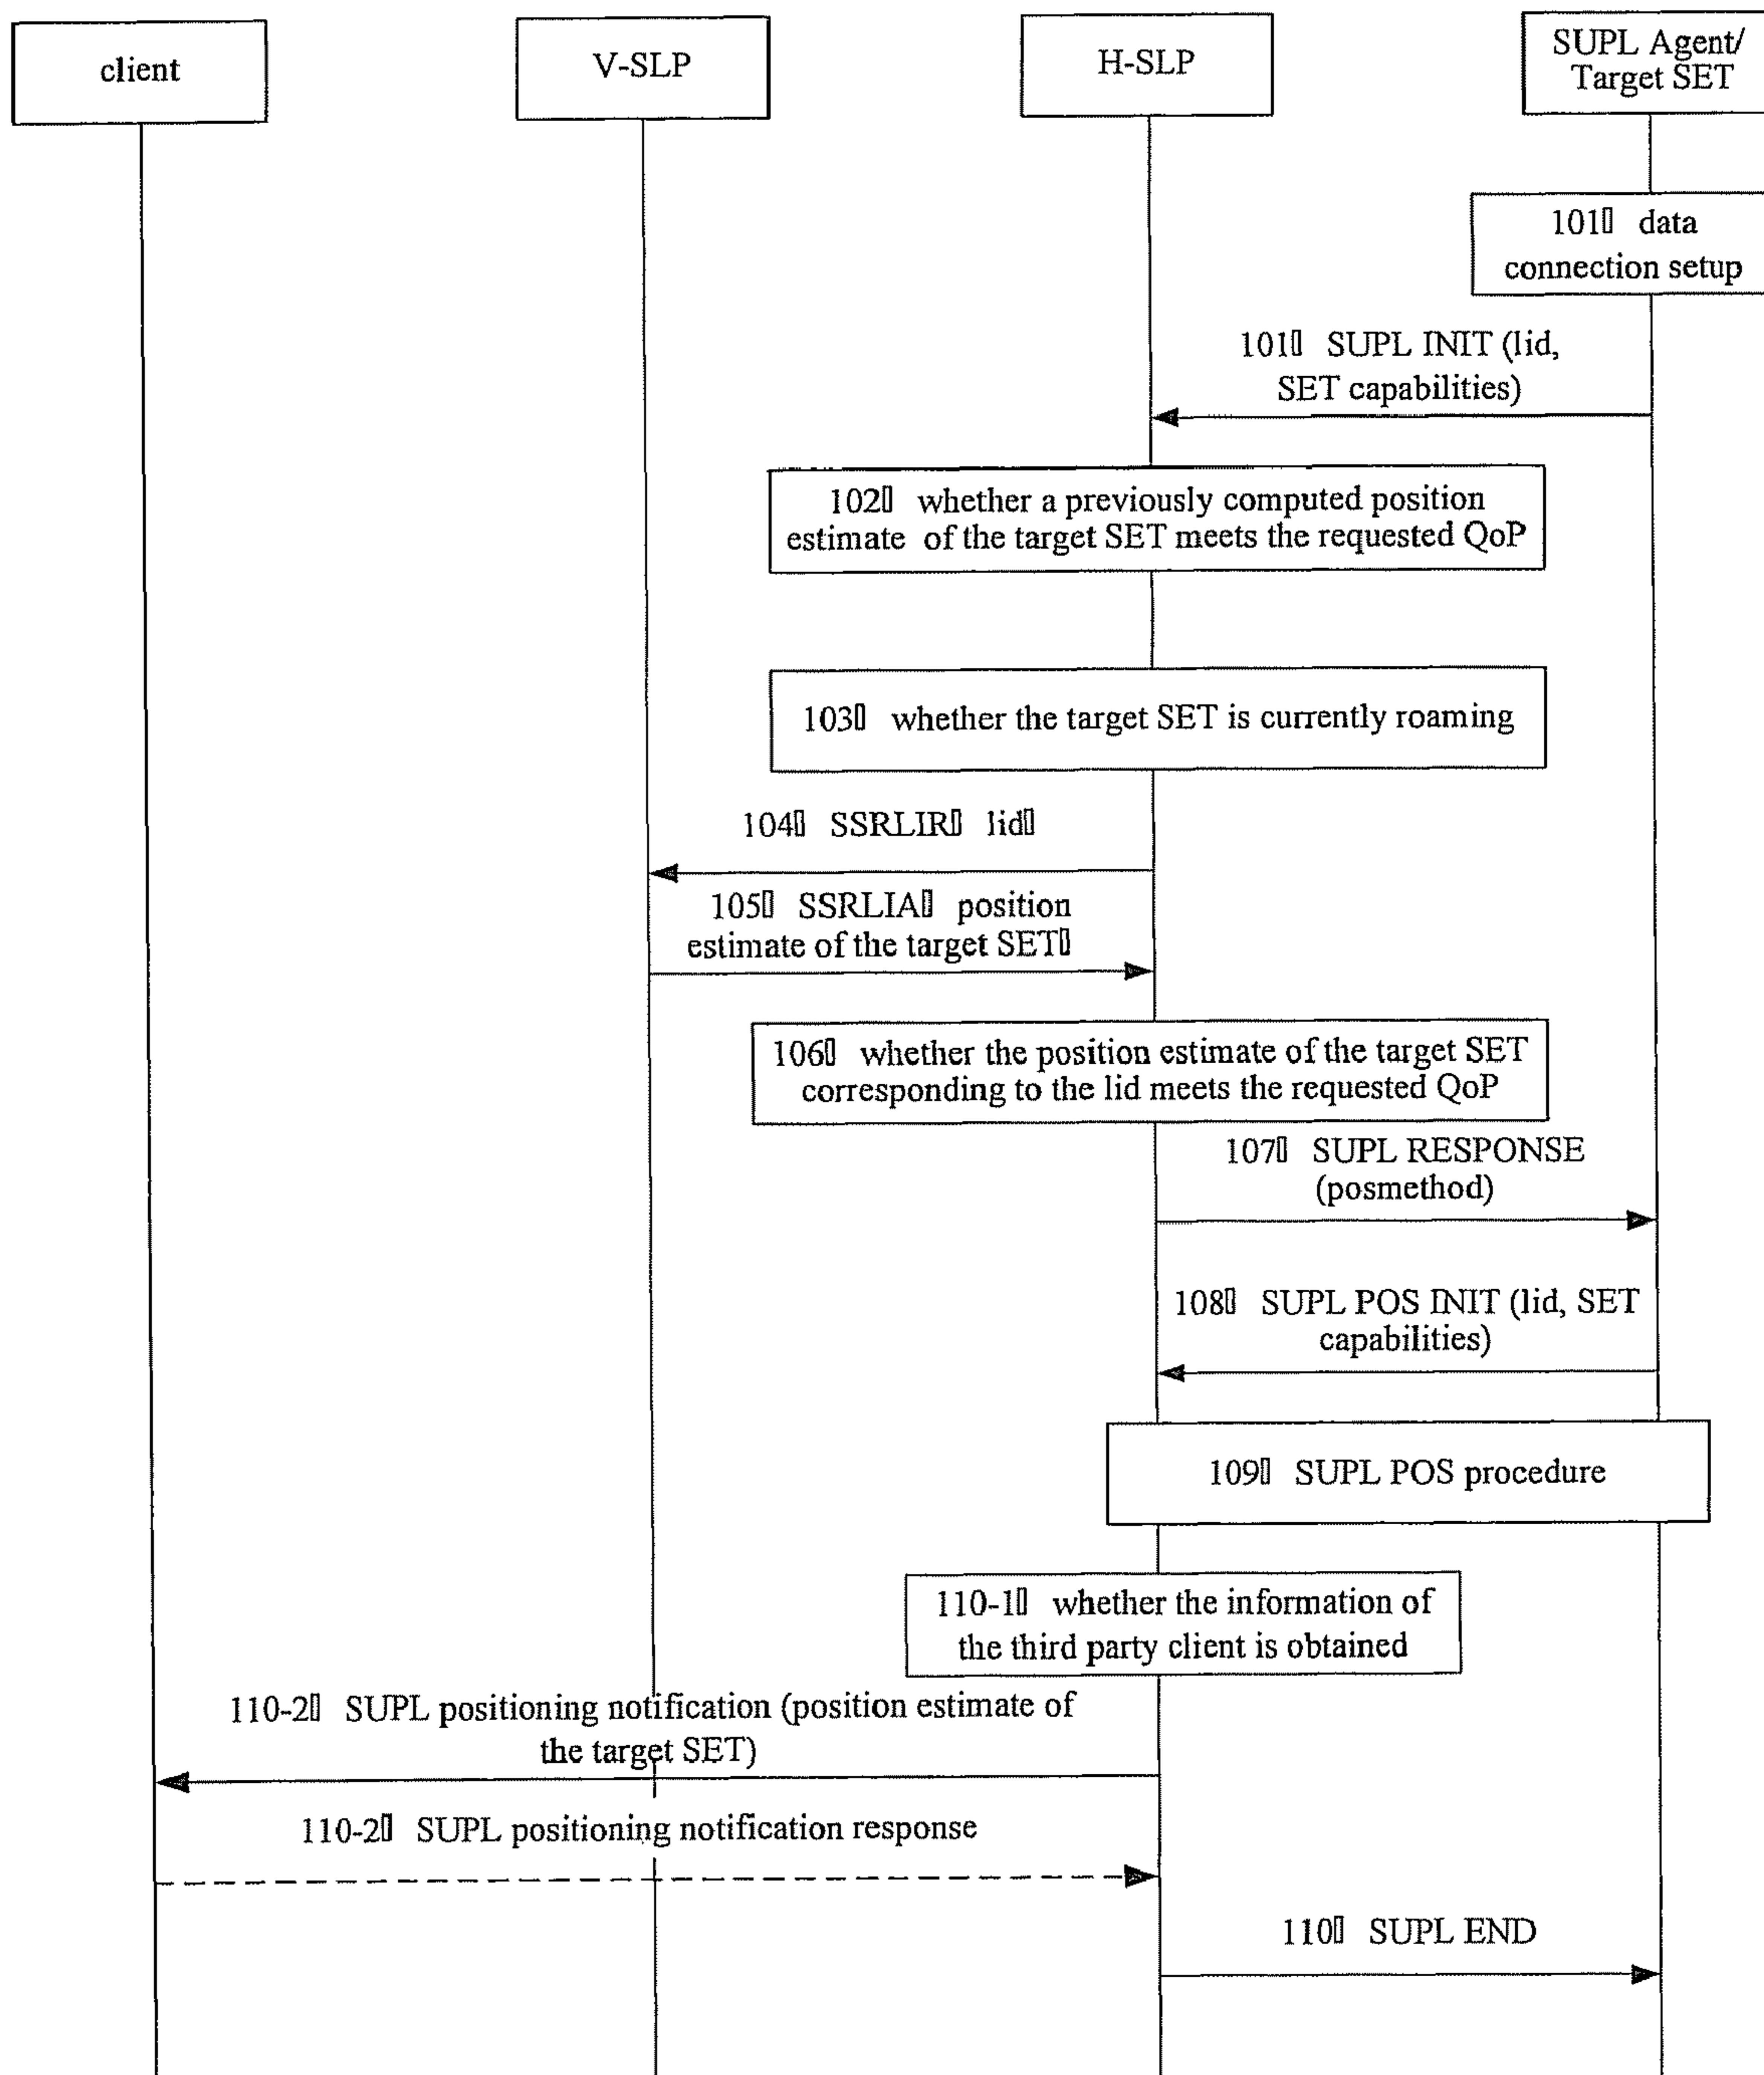 client
V-SLP
H-SLP
SUPL Agent/
Target SET
101▯ data
connection setup
101▯ SUPL INIT (lid,
SET capabilities)
102▯ whether a previously computed position
estimate of the target SET meets the requested QoP
103▯ whether the target SET is currently roaming
104▯ SSRLIR▯ lid▯
105▯ SSRLIA▯ position
estimate of the target SET▯
106▯ whether the position estimate of the target SET
corresponding to the lid meets the requested QoP
107▯ SUPL RESPONSE
(posmethod)
108▯ SUPL POS INIT (lid, SET
capabilities)
109▯ SUPL POS procedure
110-1▯ whether the information of
the third party client is obtained
110-2▯ SUPL positioning notification (position estimate of
the target SET)
110-2▯ SUPL positioning notification response
110▯ SUPL END